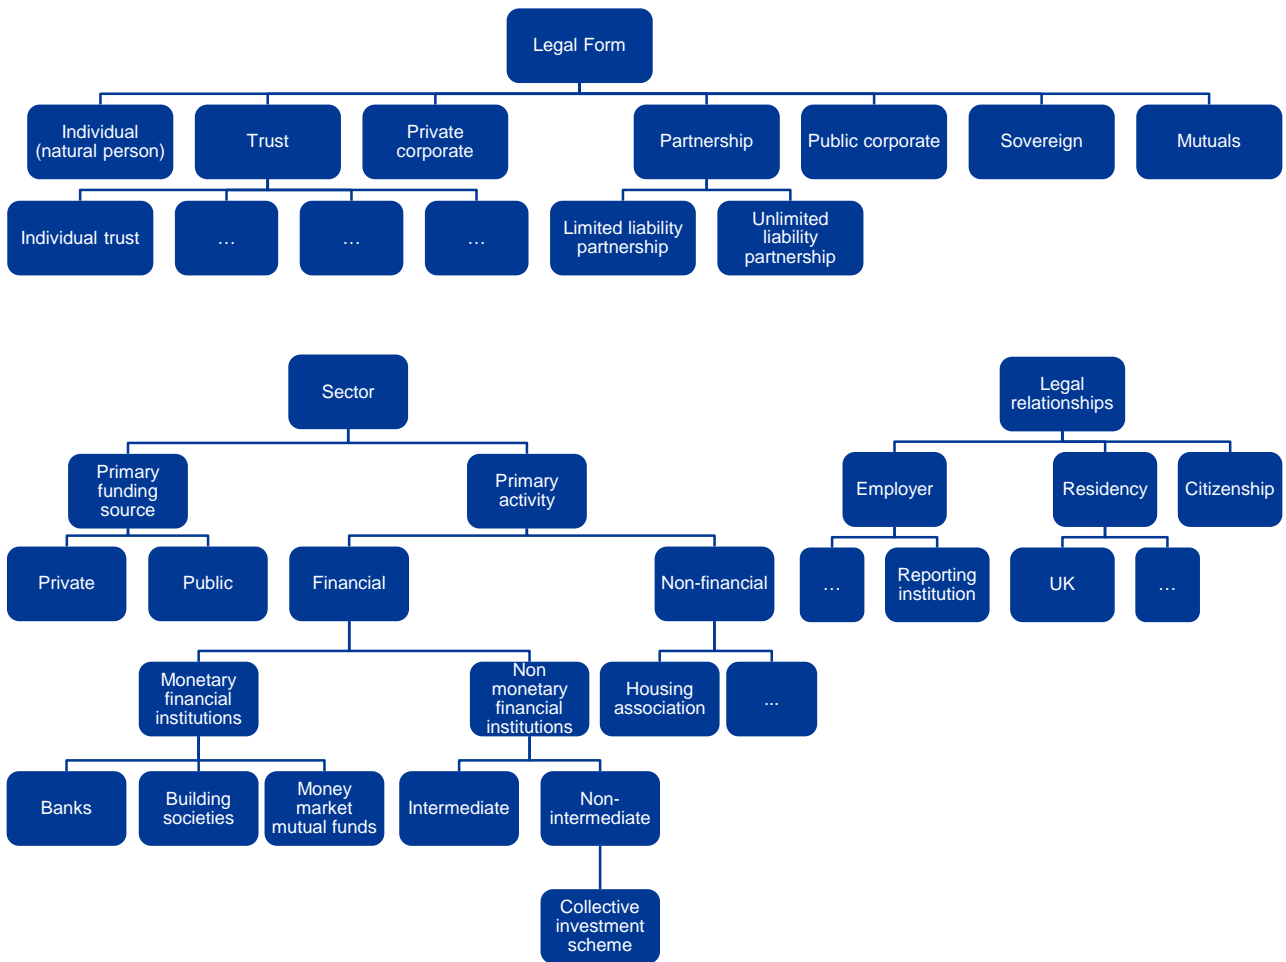 Legal Form
Individual
(natural person)
Trust
Private
corporate
Partnership
Public corporate
Sovereign
Mutuals
Individual trust
…
…
…
Limited liability
partnership
Unlimited
liability
partnership
Sector
Primary
funding
source
Primary
activity
Private
Public
Financial
Non-financial
Monetary
financial
institutions
Non
monetary
financial
institutions
Housing
association
...
Banks
Building
societies
Money
market
mutual funds
Intermediate
Non-
intermediate
Collective
investment
scheme
Legal
relationships
Employer
Residency
Citizenship
…
Reporting
institution
UK
…